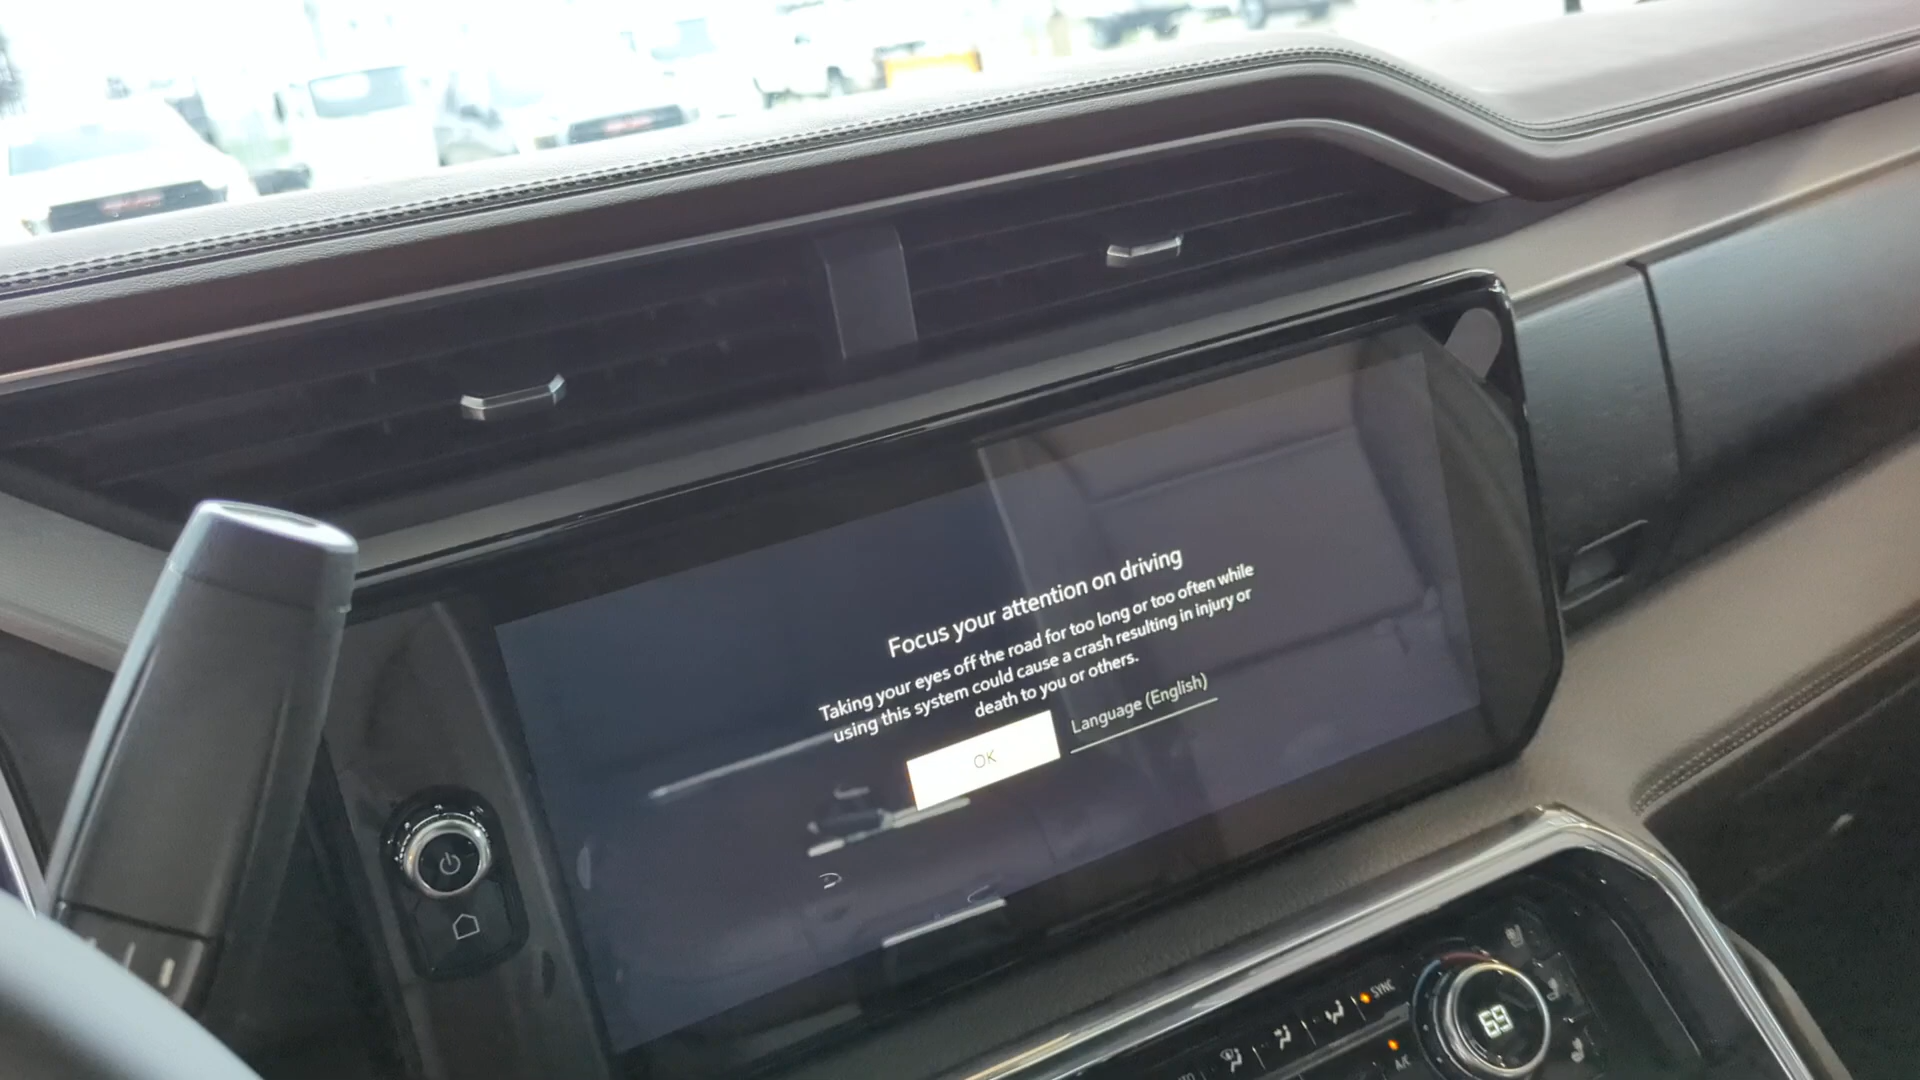 Focus your attention on driving
Taking your eyes off the road for too long or too often while
using this system could cause a crash resulting in injury or
death to you or others.
OK
Language (English)
SYNC
69
A/C